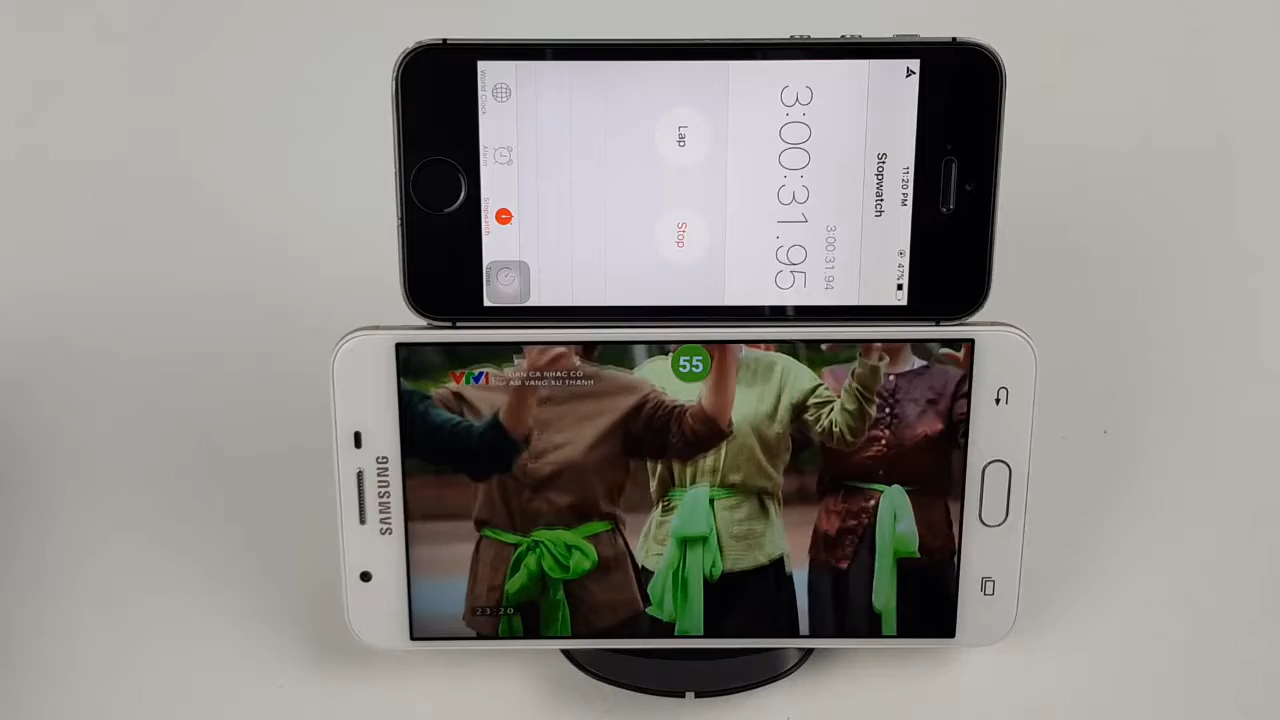 11:20 PM
47%
Stopwatch
3:00:31.94
3:00:31.95
Lap
Stop
World Clock
Alarm
Stopwatch
Timer
SAMSUNG
VTV1
DÂN CA NHẠC CỔ
ÂM VANG XỨ THANH
55
23:20